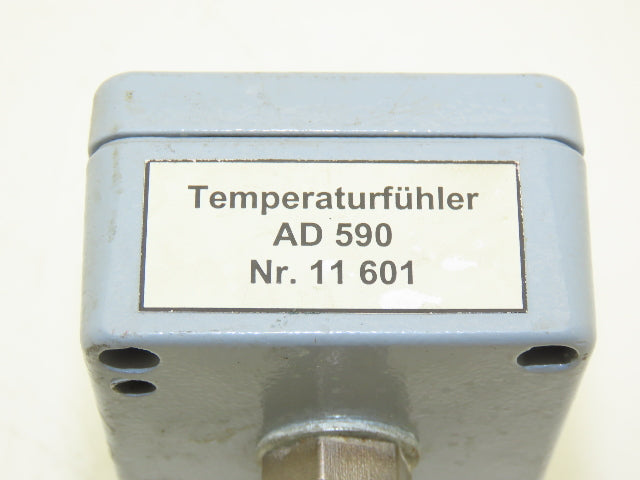 Temperaturfühler
AD 590
Nr. 11 601